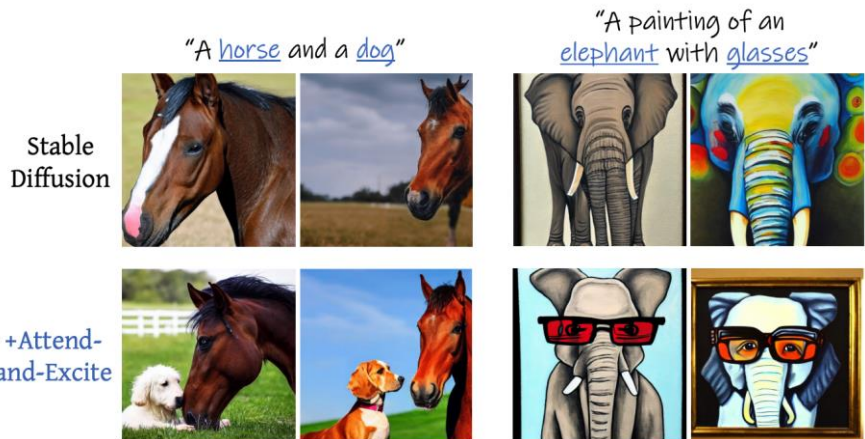 “A horse and a dog”
“A painting of an
elephant with glasses”
Stable
Diffusion
+Attend-
and-Excite